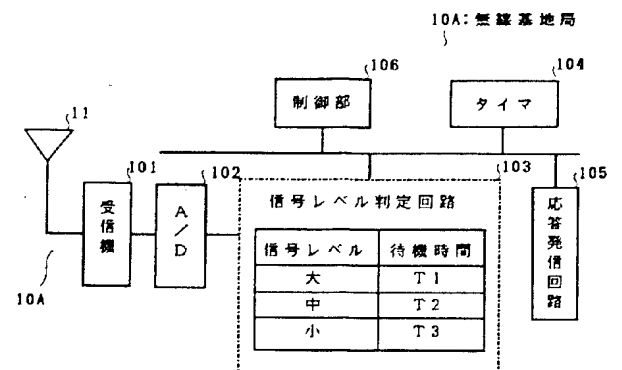 10A:無線基地局
106
104
制御部
タイマ
11
101
102
103
105
受信機
A/D
信号レベル判定回路
信号レベル 待機時間
大 T1
中 T2
小 T3
応答発信回路
10A